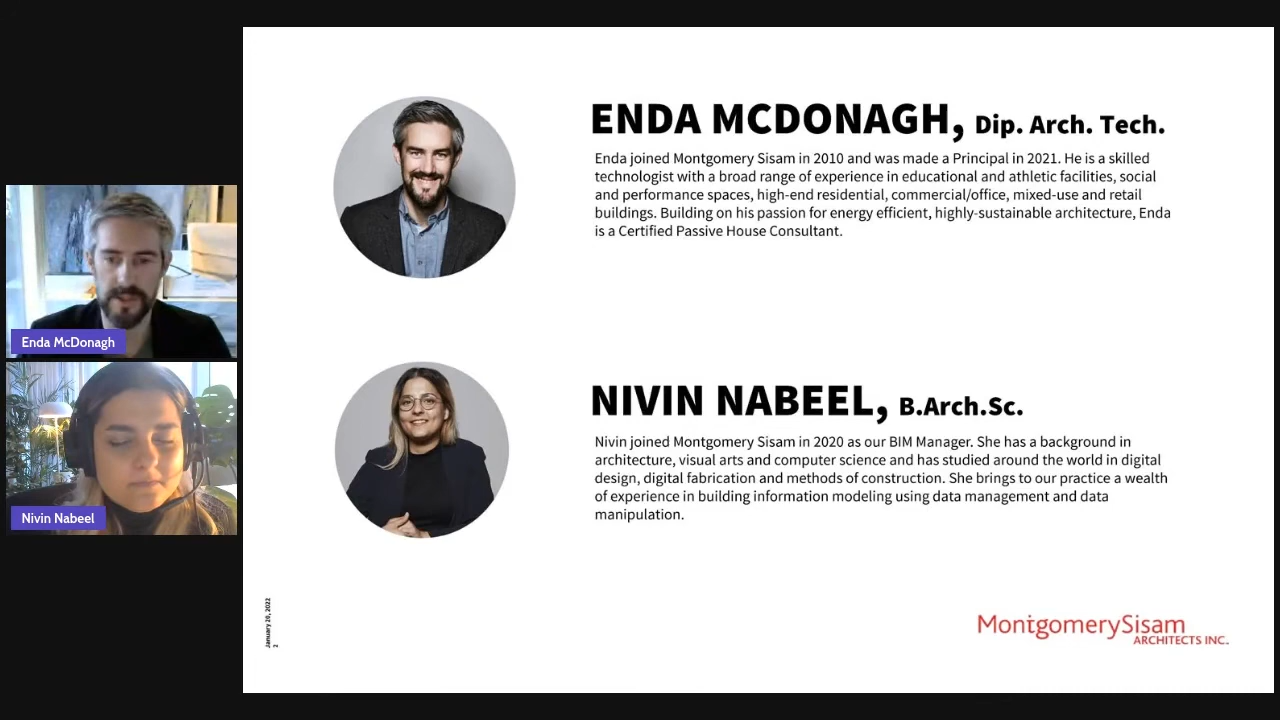 ENDA MCDONAGH, Dip. Arch. Tech.
Enda joined Montgomery Sisam in 2010 and was made a Principal in 2021. He is a skilled
technologist with a broad range of experience in educational and athletic facilities, social
and performance spaces, high-end residential, commercial/office, mixed-use and retail
buildings. Building on his passion for energy efficient, highly-sustainable architecture, Enda
is a Certified Passive House Consultant.
Enda McDonagh
NIVIN NABEEL, B.Arch.Sc.
Nivin joined Montgomery Sisam in 2020 as our BIM Manager. She has a background in
architecture, visual arts and computer science and has studied around the world in digital
design, digital fabrication and methods of construction. She brings to our practice a wealth
of experience in building information modeling using data management and data
manipulation.
Nivin Nabeel
January 20, 2022
2
MontgomerySisam
ARCHITECTS INC.